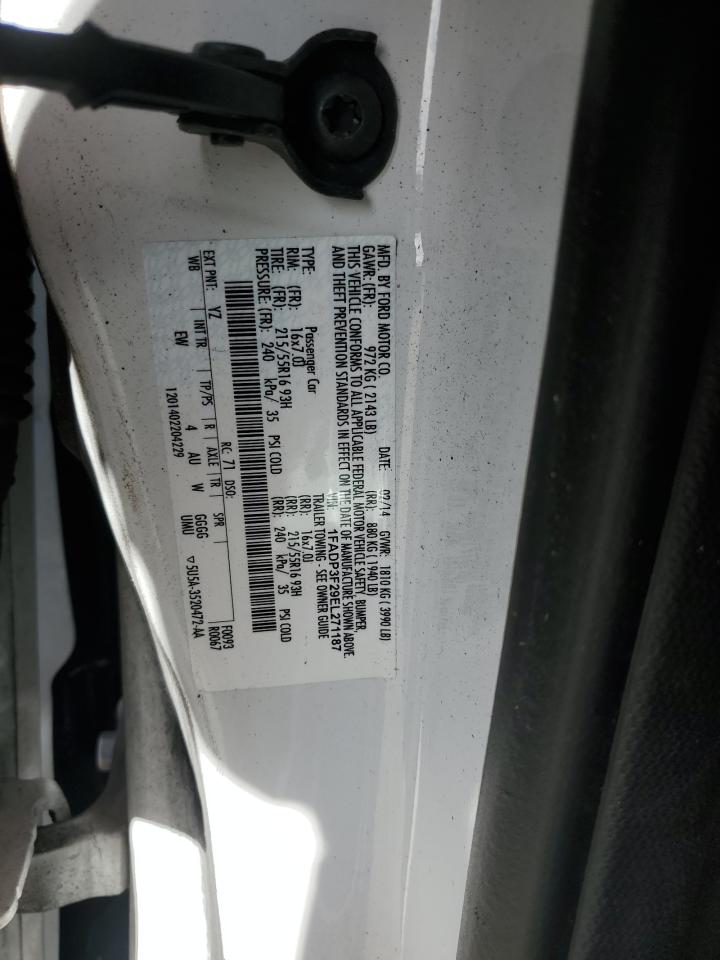 MFD. BY FORD MOTOR CO.
DATE: 02/14 GVWR: 1810 KG ( 3990 LB)
GAWR: (FR): 972 KG ( 2143 LB) (RR): 880 KG ( 1940 LB)
THIS VEHICLE CONFORMS TO ALL APPLICABLE FEDERAL MOTOR VEHICLE SAFETY, BUMPER,
AND THEFT PREVENTION STANDARDS IN EFFECT ON THE DATE OF MANUFACTURE SHOWN ABOVE.
VIN: 1FADP3F29EL271187
TYPE: Passenger Car TRAILER TOWING - SEE OWNER GUIDE
RIM: (FR): 16x7.0J (RR): 16x7.0J
TIRE: (FR): 215/55R16 93H (RR): 215/55R16 93H
PRESSURE: (FR): 240 kPa/ 35 PSI COLD (RR): 240 kPa/ 35 PSI COLD
RC: 71 DSO: F0093
EXT PNT: YZ R0067
WB INT TR TP/PS R AXLE TR SPR
EW 4 AU W GGGG
UMU
1201402204229 ▽ 5U5A-3520472-AA